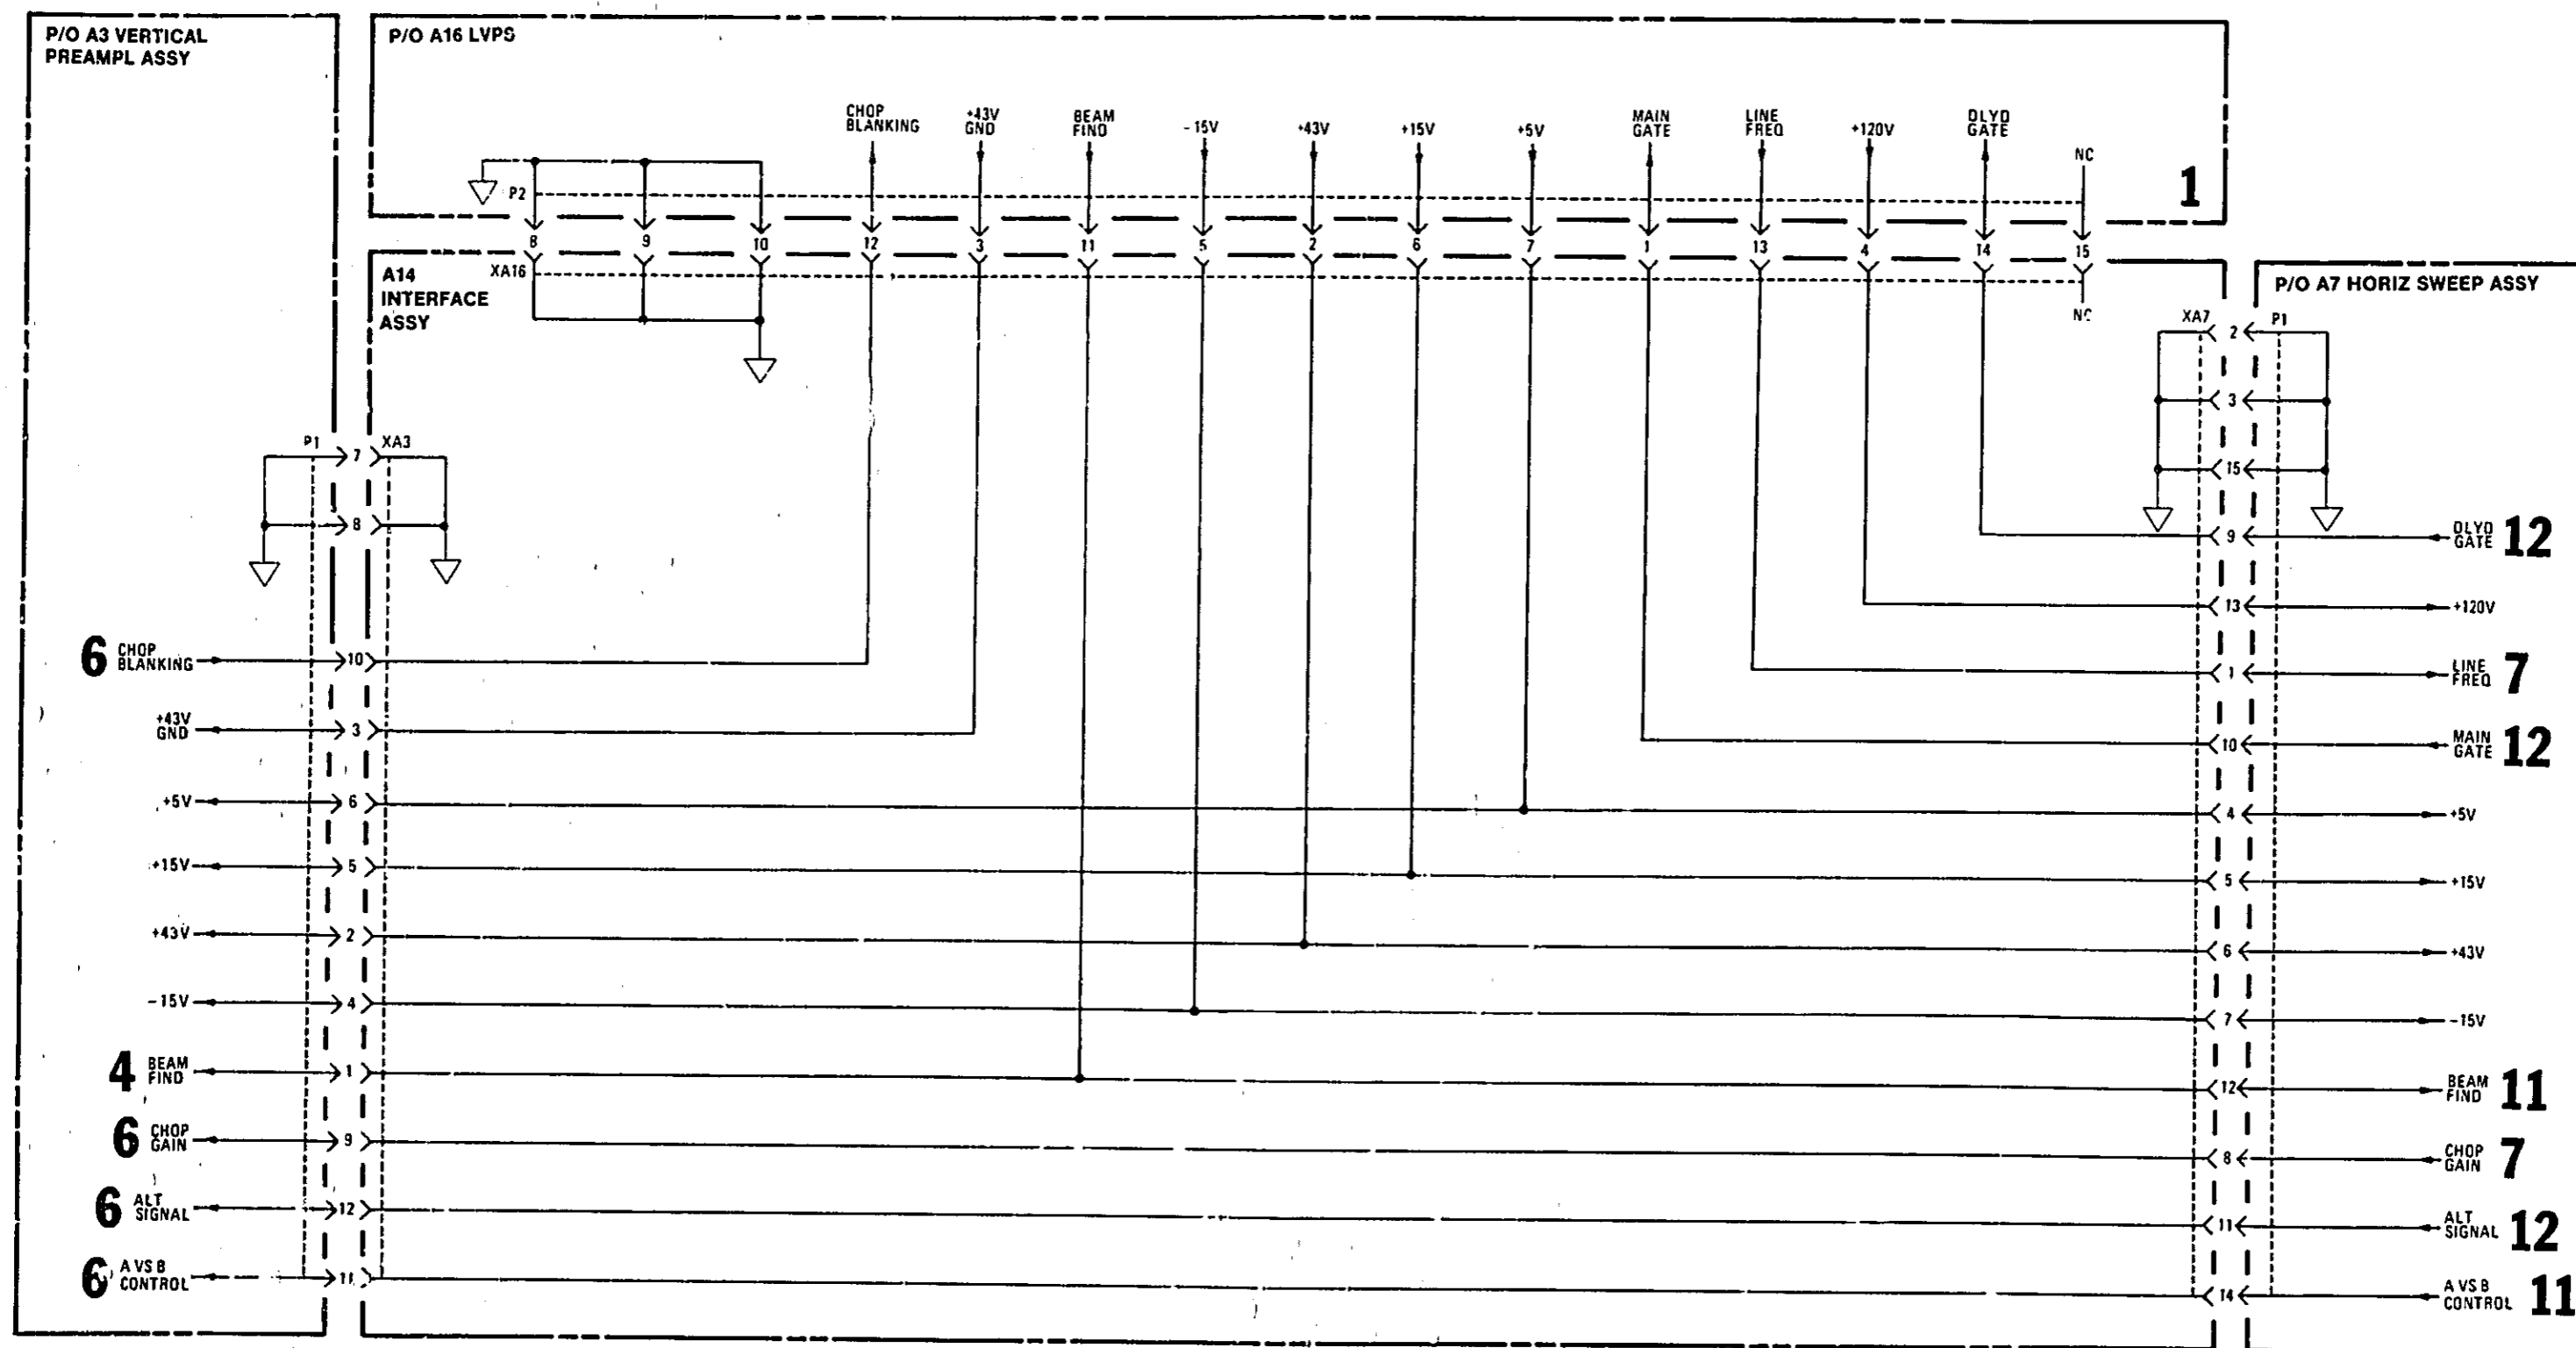 P/O A3 VERTICAL
PREAMPL ASSY
P/O A16 LVPS
CHOP
BLANKING
+43V
GND
BEAM
FIND
-15V
+43V
+15V
+5V
MAIN
GATE
LINE
FREQ
+120V
DLYD
GATE
NC
1
P2
8 9 10 12 3 11 5 2 6 7 1 13 4 14 15
XA16
A14
INTERFACE
ASSY
NC
P/O A7 HORIZ SWEEP ASSY
XA7 2 P1
3
15
P1 7 XA3
8
9 DLYD
GATE 12
13 +120V
6 CHOP
BLANKING 10
1 LINE
FREQ 7
+43V
GND 3
10 MAIN
GATE 12
+5V 6
4 +5V
+15V 5
5 +15V
+43V 2
6 +43V
-15V 4
7 -15V
4 BEAM
FIND 1
12 BEAM
FIND 11
6 CHOP
GAIN 9
8 CHOP
GAIN 7
6 ALT
SIGNAL 12
11 ALT
SIGNAL 12
6 A VS B
CONTROL 11
14 A VS B
CONTROL 11